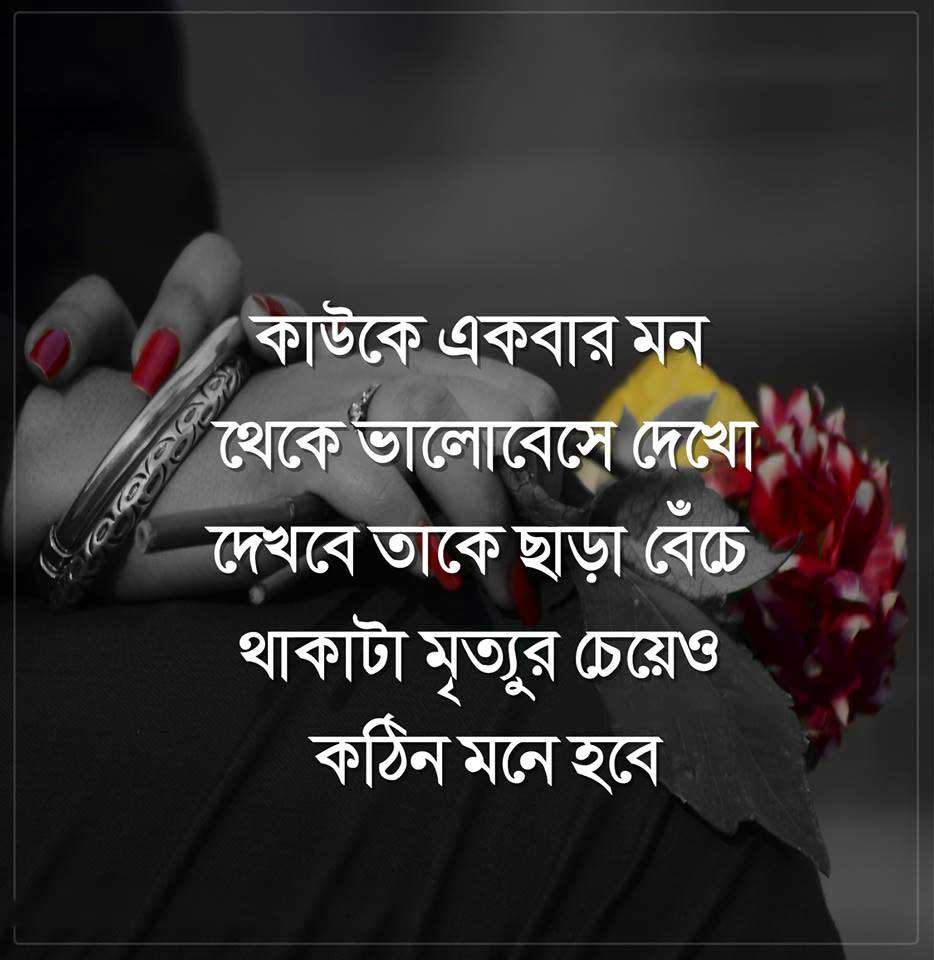 কাউকে একবার মন
থেকে ভালোবেসে দেখো
দেখবে তাকে ছাড়া বেঁচে
থাকাটা মৃত্যুর চেয়েও
কঠিন মনে হবে